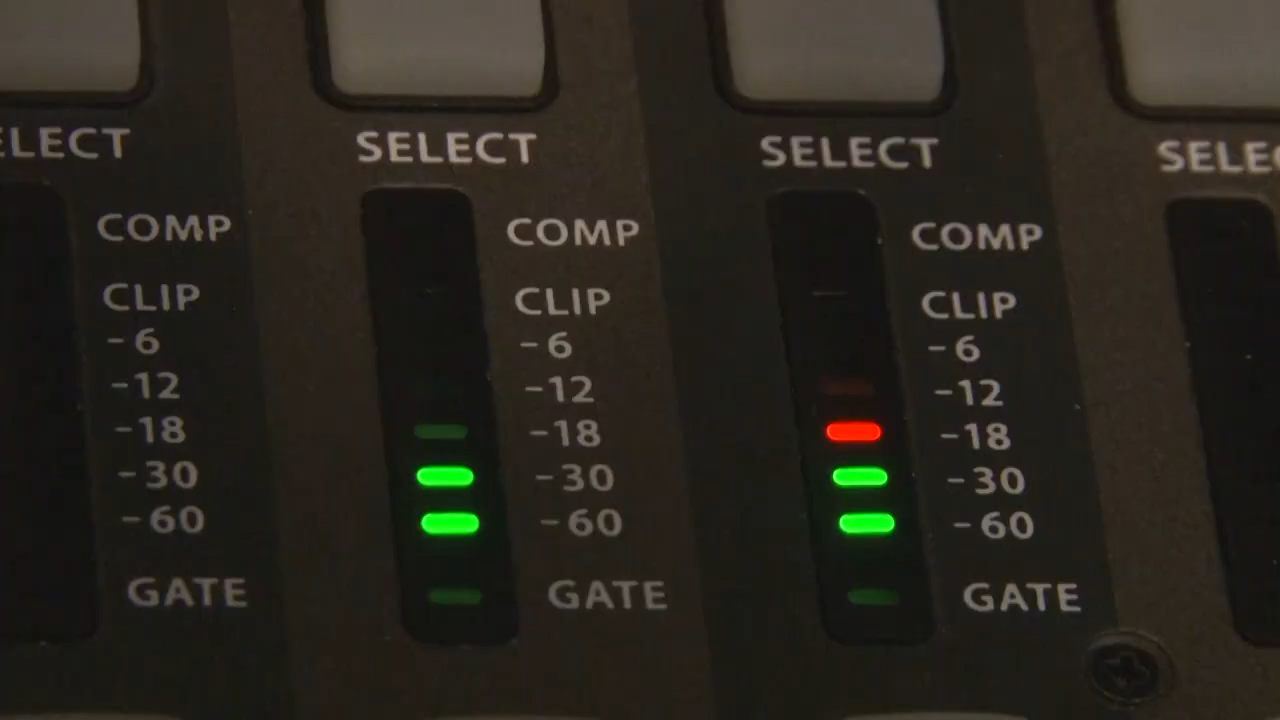 ELECT
COMP
CLIP
-6
-12
-18
-30
-60
GATE
SELECT
COMP
CLIP
-6
-12
-18
-30
-60
GATE
SELECT
COMP
CLIP
-6
-12
-18
-30
-60
GATE
SELEC